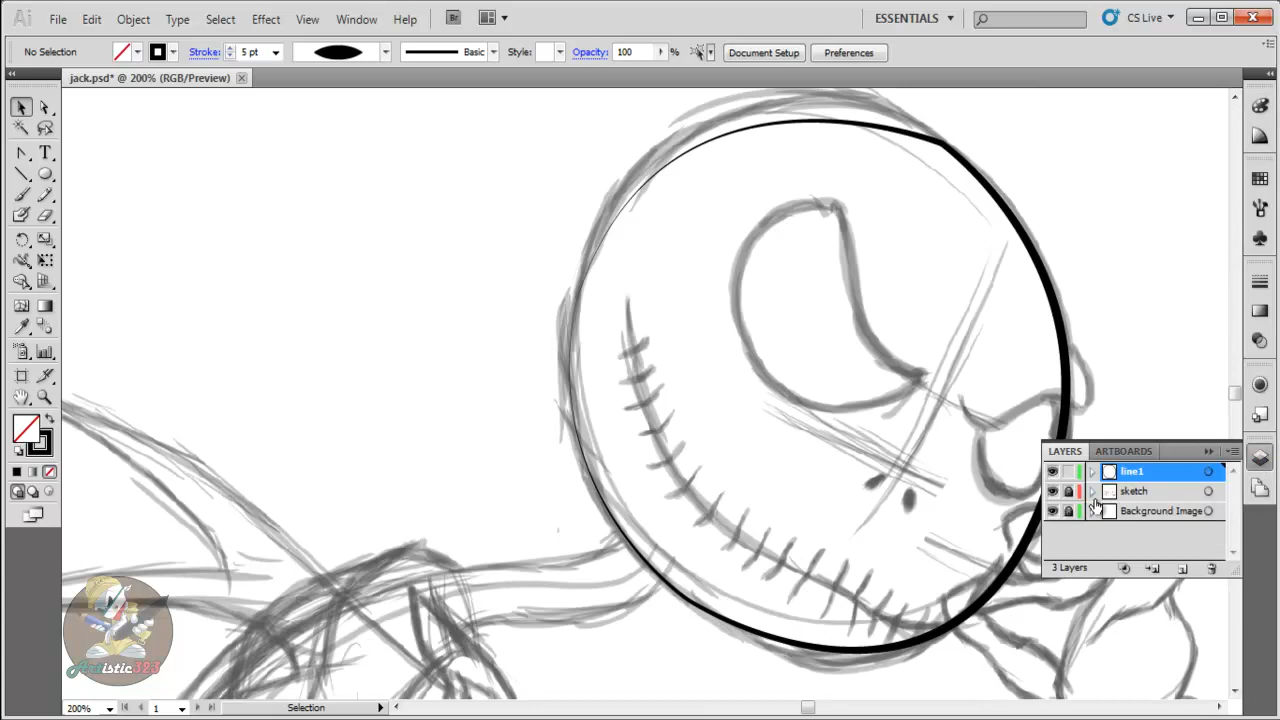 Ai File Edit Object Type Select Effect View Window Help Br ESSENTIALS CS Live
No Selection Stroke: 5 pt Basic Style: Opacity: 100 % Document Setup Preferences
jack.psd* @ 200% (RGB/Preview)
LAYERS ARTBOARDS
line1
sketch
Background Image
3 Layers
Artistic323
200% 1 Selection